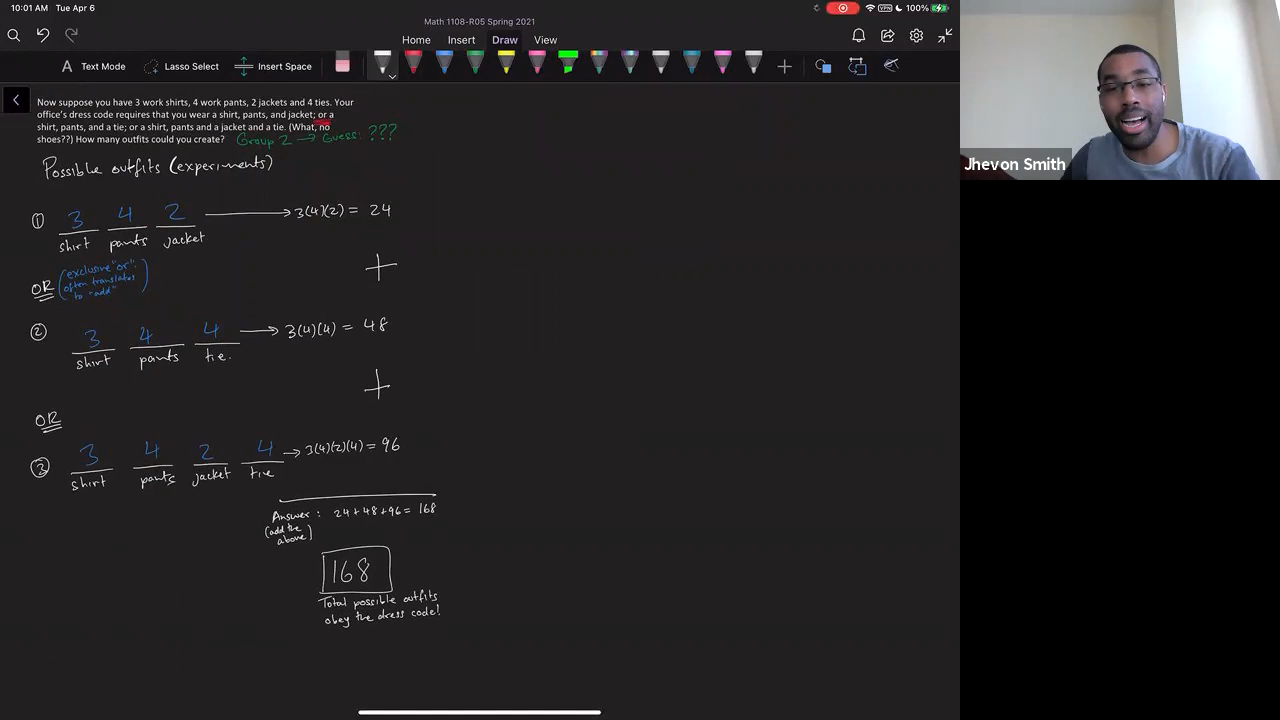 10:01 AM Tue Apr 6
VPN 100%
Math 1108-R05 Spring 2021
Home Insert Draw View
Text Mode Lasso Select Insert Space
Now suppose you have 3 work shirts, 4 work pants, 2 jackets and 4 ties. Your
office's dress code requires that you wear a shirt, pants, and jacket; or a
shirt, pants, and a tie; or a shirt, pants and a jacket and a tie. (What, no
shoes??) How many outfits could you create? Group 2 → Guess: ???
Possible outfits (experiments)
① 3 4 2 → 3(4)(2) = 24
shirt pants jacket
+
OR (exclusive "or":
often translates
to "add")
② 3 4 4 → 3(4)(4) = 48
shirt pants tie.
+
OR
③ 3 4 2 4 → 3(4)(2)(4) = 96
shirt pants jacket tie
Answer: 24+48+96 = 168
(add the
above)
168
Total possible outfits
obey the dress code!
Jhevon Smith